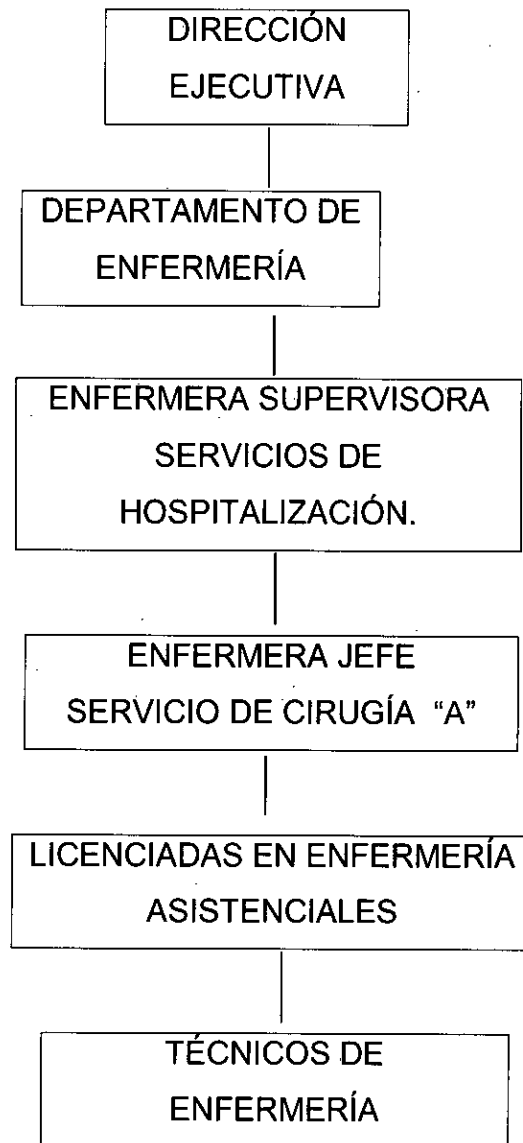 DIRECCIÓN
EJECUTIVA
DEPARTAMENTO DE
ENFERMERÍA
ENFERMERA SUPERVISORA
SERVICIOS DE
HOSPITALIZACIÓN.
ENFERMERA JEFE
SERVICIO DE CIRUGÍA "A"
LICENCIADAS EN ENFERMERÍA
ASISTENCIALES
TÉCNICOS DE
ENFERMERÍA